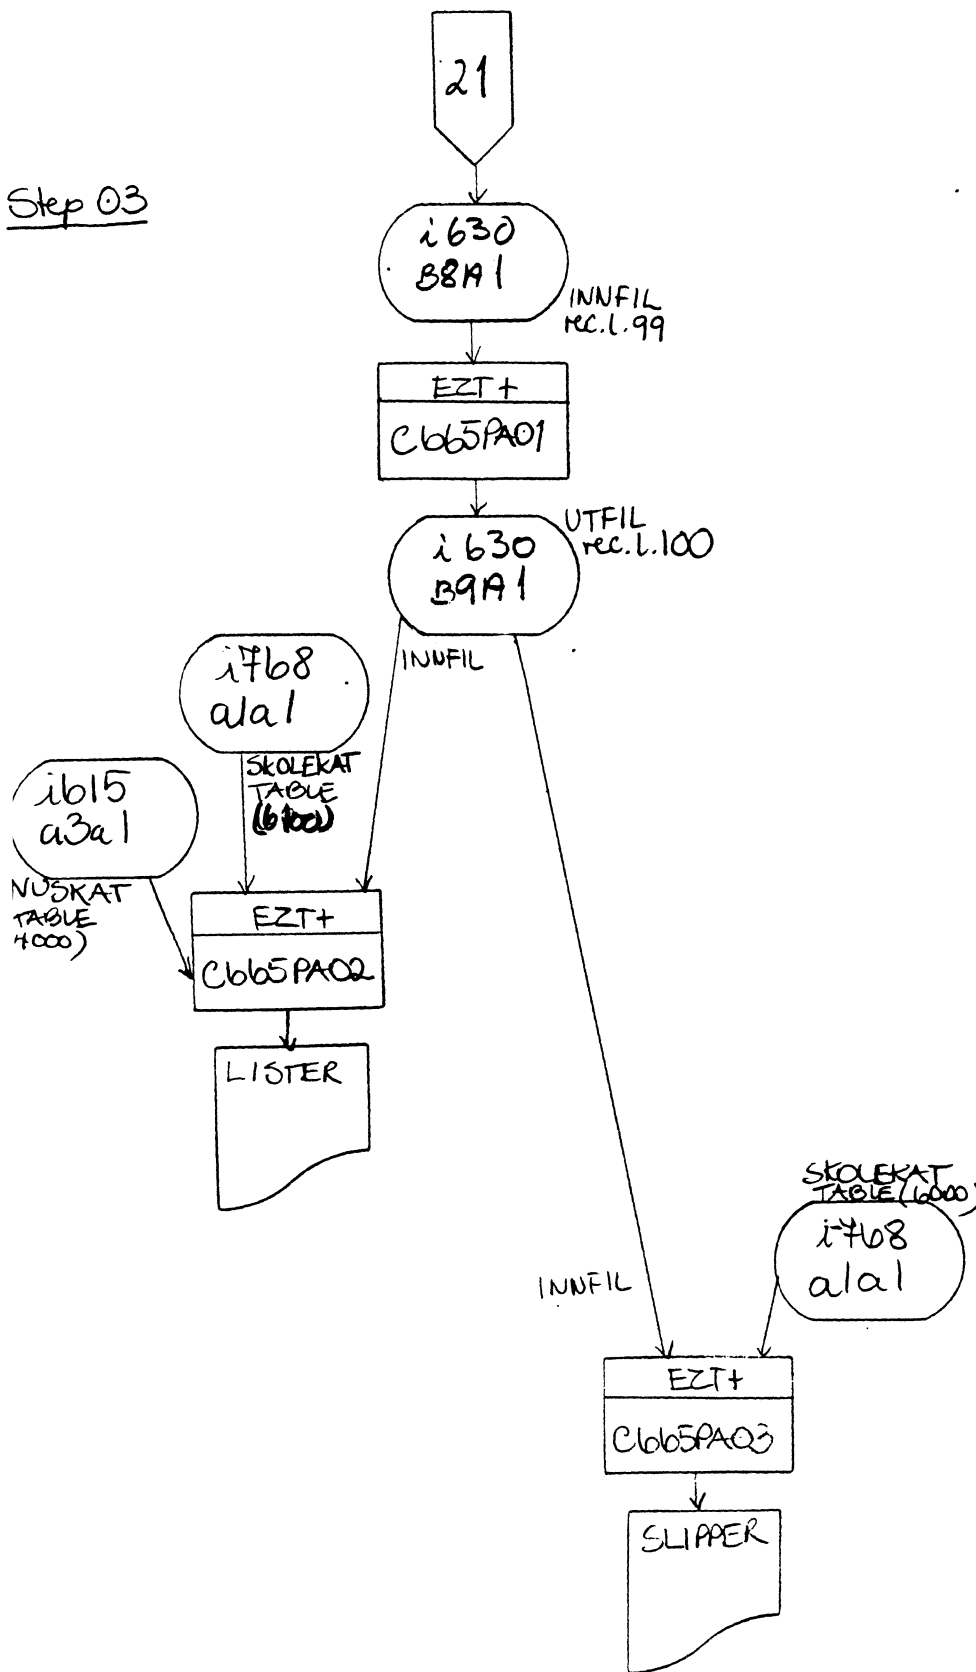 21
Step 03
i630
B8A1
INNFIL
rec.l.99
EZT+
C665PA01
UTFIL
rec.l.100
i630
B9A1
INNFIL
i768
a1a1
SKOLEKAT
TABLE
i615
a3a1
NUSKAT
TABLE
4000)
EZT+
C665PA02
LISTER
SKOLEKAT
TABLE(6000)
i768
a1a1
INNFIL
EZT+
C665PA03
SLIPPER